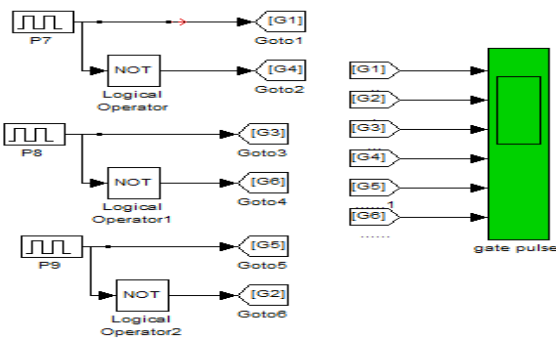 P7
[G1]
Goto1
NOT
[G4]
Logical
Operator
Goto2
P8
[G3]
Goto3
NOT
[G6]
Logical
Operator1
Goto4
P9
[G5]
Goto5
NOT
[G2]
Logical
Operator2
Goto6
[G1]
[G2]
[G3]
[G4]
[G5]
.......1
[G6]
......
gate pulse